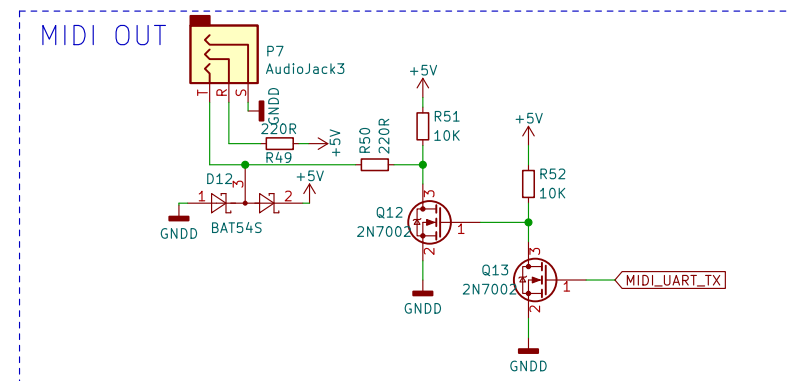 MIDI OUT
P7
AudioJack3
T
R
S
GNDD
220R
R49
+5V
R50
220R
+5V
R51
10K
+5V
R52
10K
D12
3
+5V
1
2
BAT54S
GNDD
Q12
2N7002
3
1
2
GNDD
Q13
2N7002
3
1
2
MIDI_UART_TX
GNDD